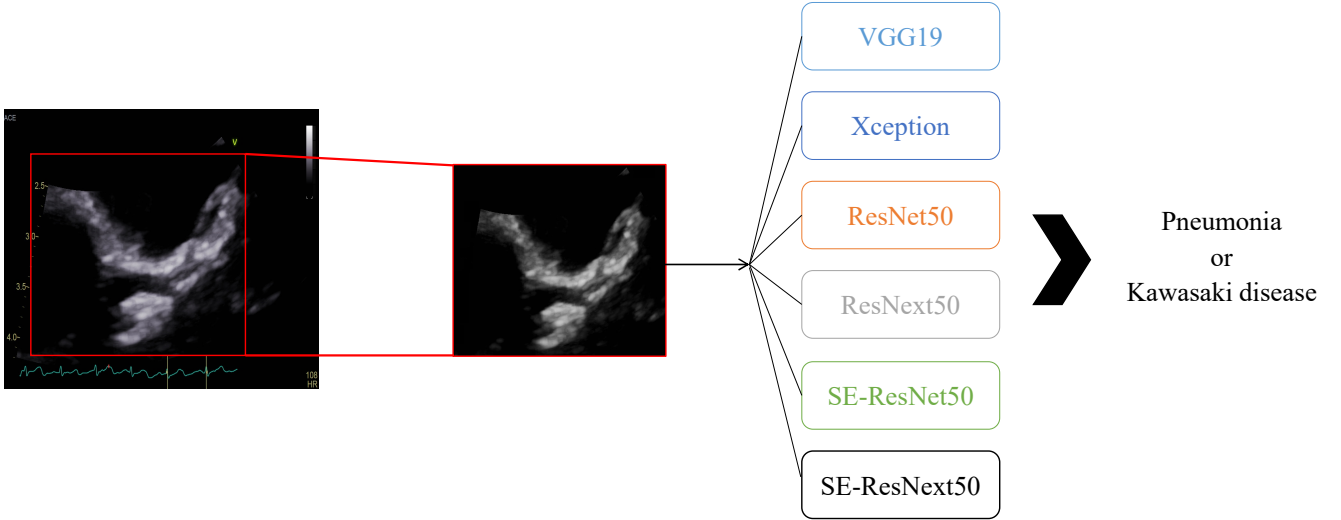 ACE
V
2.5-
3.0-
3.5-
4.0-
108
HR
VGG19
Xception
ResNet50
ResNext50
SE-ResNet50
SE-ResNext50
Pneumonia
or
Kawasaki disease